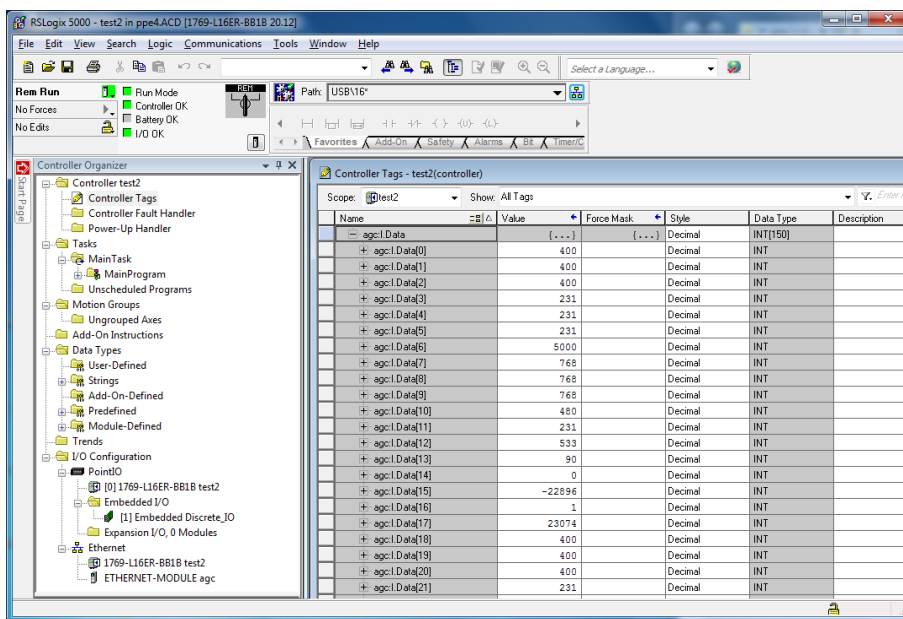 RSLogix 5000 - test2 in ppe4.ACD [1769-L16ER-BB1B 20.12]
File Edit View Search Logic Communications Tools Window Help
Select a Language...
Rem Run
No Forces
No Edits
Run Mode
Controller OK
Battery OK
I/O OK
REM
Path: USB\16*
Favorites Add-On Safety Alarms Bit Timer/C
Start Page
Controller Organizer
Controller test2
Controller Tags
Controller Fault Handler
Power-Up Handler
Tasks
MainTask
MainProgram
Unscheduled Programs
Motion Groups
Ungrouped Axes
Add-On Instructions
Data Types
User-Defined
Strings
Add-On-Defined
Predefined
Module-Defined
Trends
I/O Configuration
PointIO
[0] 1769-L16ER-BB1B test2
Embedded I/O
[1] Embedded Discrete_IO
Expansion I/O, 0 Modules
Ethernet
1769-L16ER-BB1B test2
ETHERNET-MODULE agc
Controller Tags - test2(controller)
Scope: test2 Show: All Tags
Name Value Force Mask Style Data Type Description
agc:I.Data {...} {...} Decimal INT[150]
agc:I.Data[0] 400 Decimal INT
agc:I.Data[1] 400 Decimal INT
agc:I.Data[2] 400 Decimal INT
agc:I.Data[3] 231 Decimal INT
agc:I.Data[4] 231 Decimal INT
agc:I.Data[5] 231 Decimal INT
agc:I.Data[6] 5000 Decimal INT
agc:I.Data[7] 768 Decimal INT
agc:I.Data[8] 768 Decimal INT
agc:I.Data[9] 768 Decimal INT
agc:I.Data[10] 480 Decimal INT
agc:I.Data[11] 231 Decimal INT
agc:I.Data[12] 533 Decimal INT
agc:I.Data[13] 90 Decimal INT
agc:I.Data[14] 0 Decimal INT
agc:I.Data[15] -22896 Decimal INT
agc:I.Data[16] 1 Decimal INT
agc:I.Data[17] 23074 Decimal INT
agc:I.Data[18] 400 Decimal INT
agc:I.Data[19] 400 Decimal INT
agc:I.Data[20] 400 Decimal INT
agc:I.Data[21] 231 Decimal INT